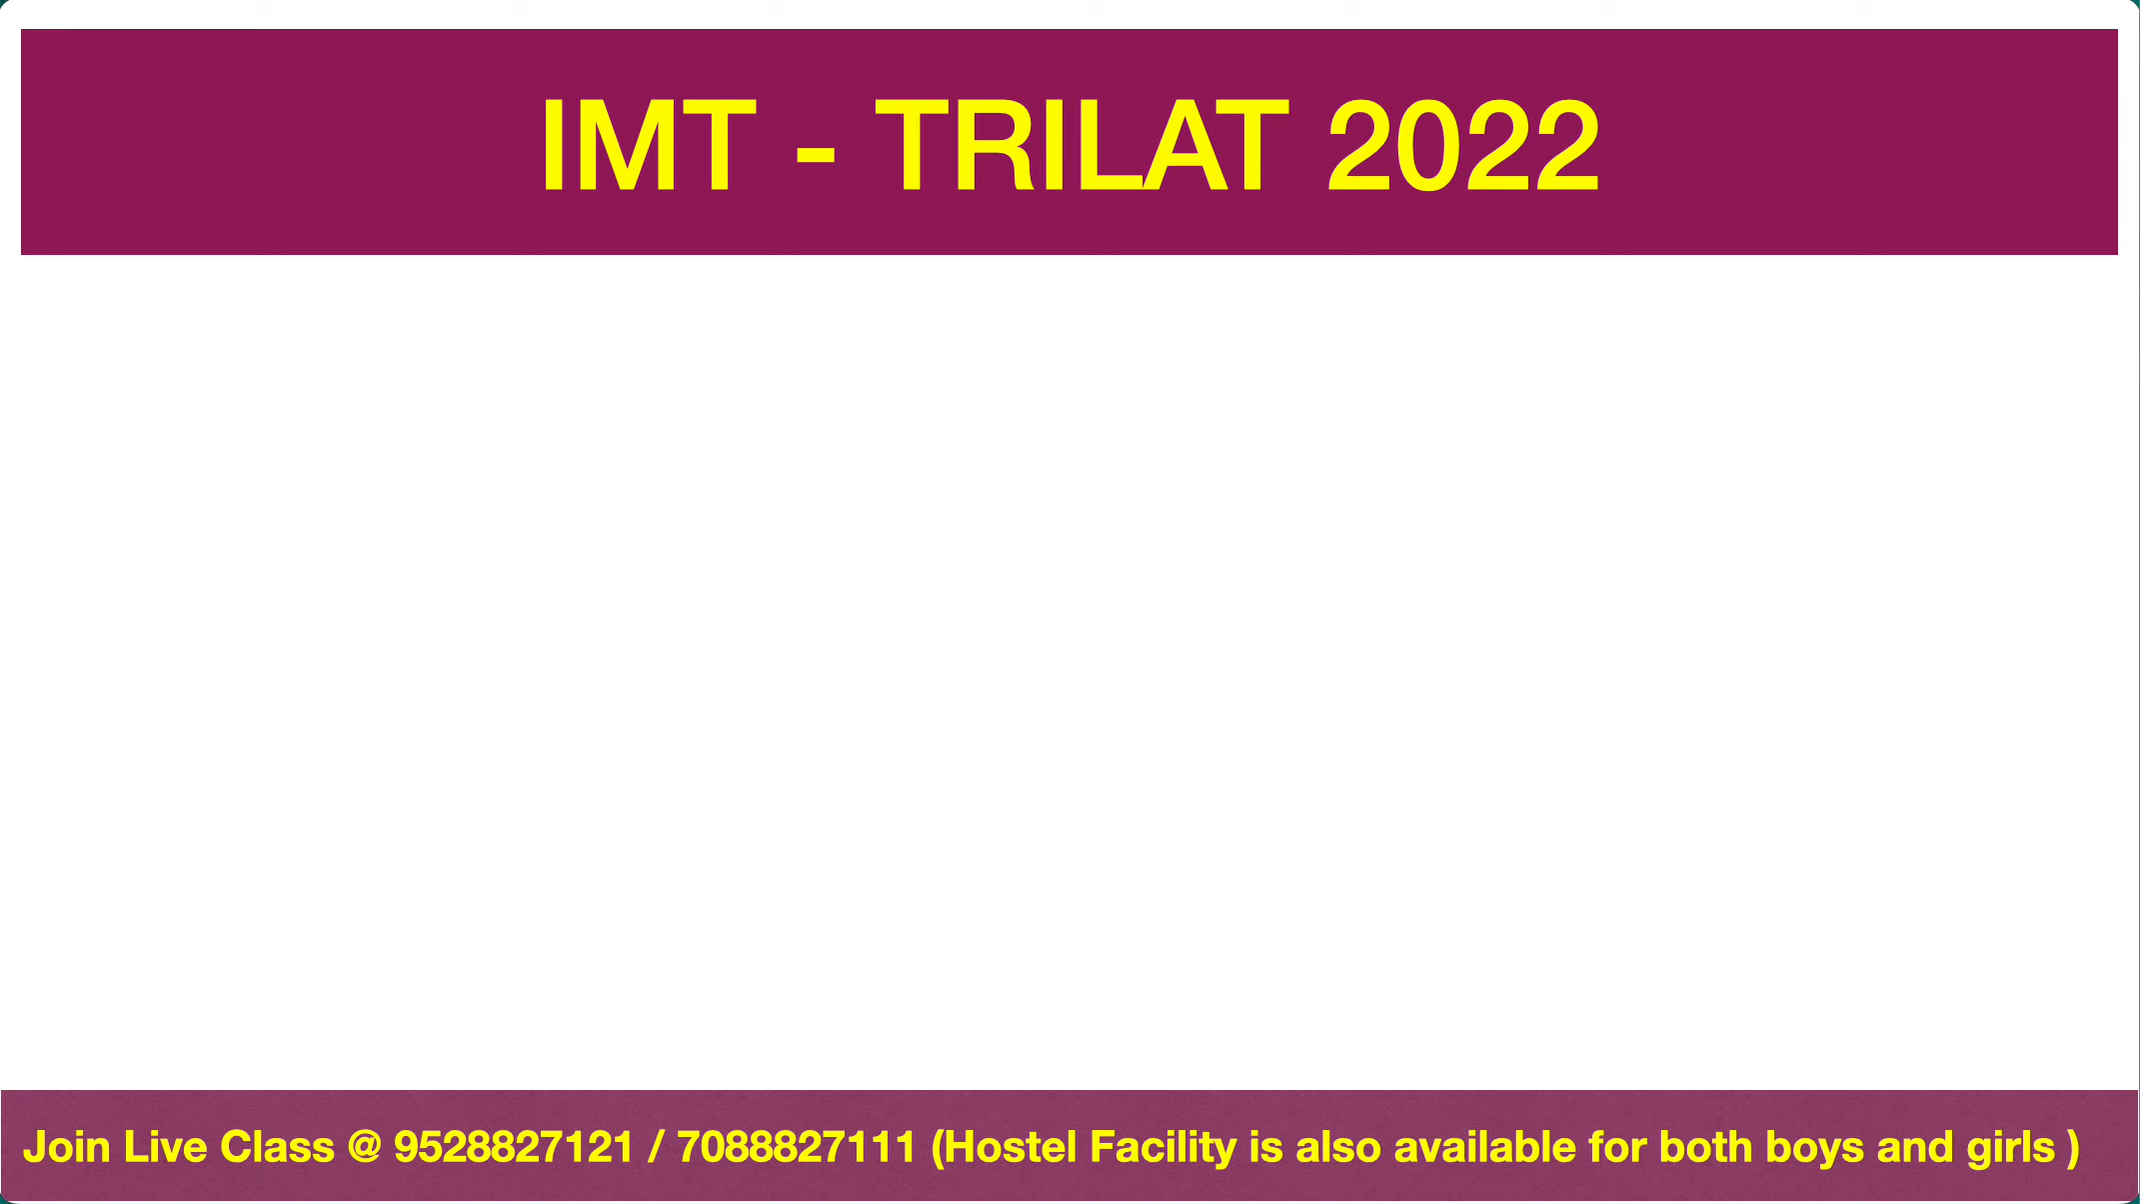 IMT - TRILAT 2022
Join Live Class @ 9528827121 / 7088827111 (Hostel Facility is also available for both boys and girls )